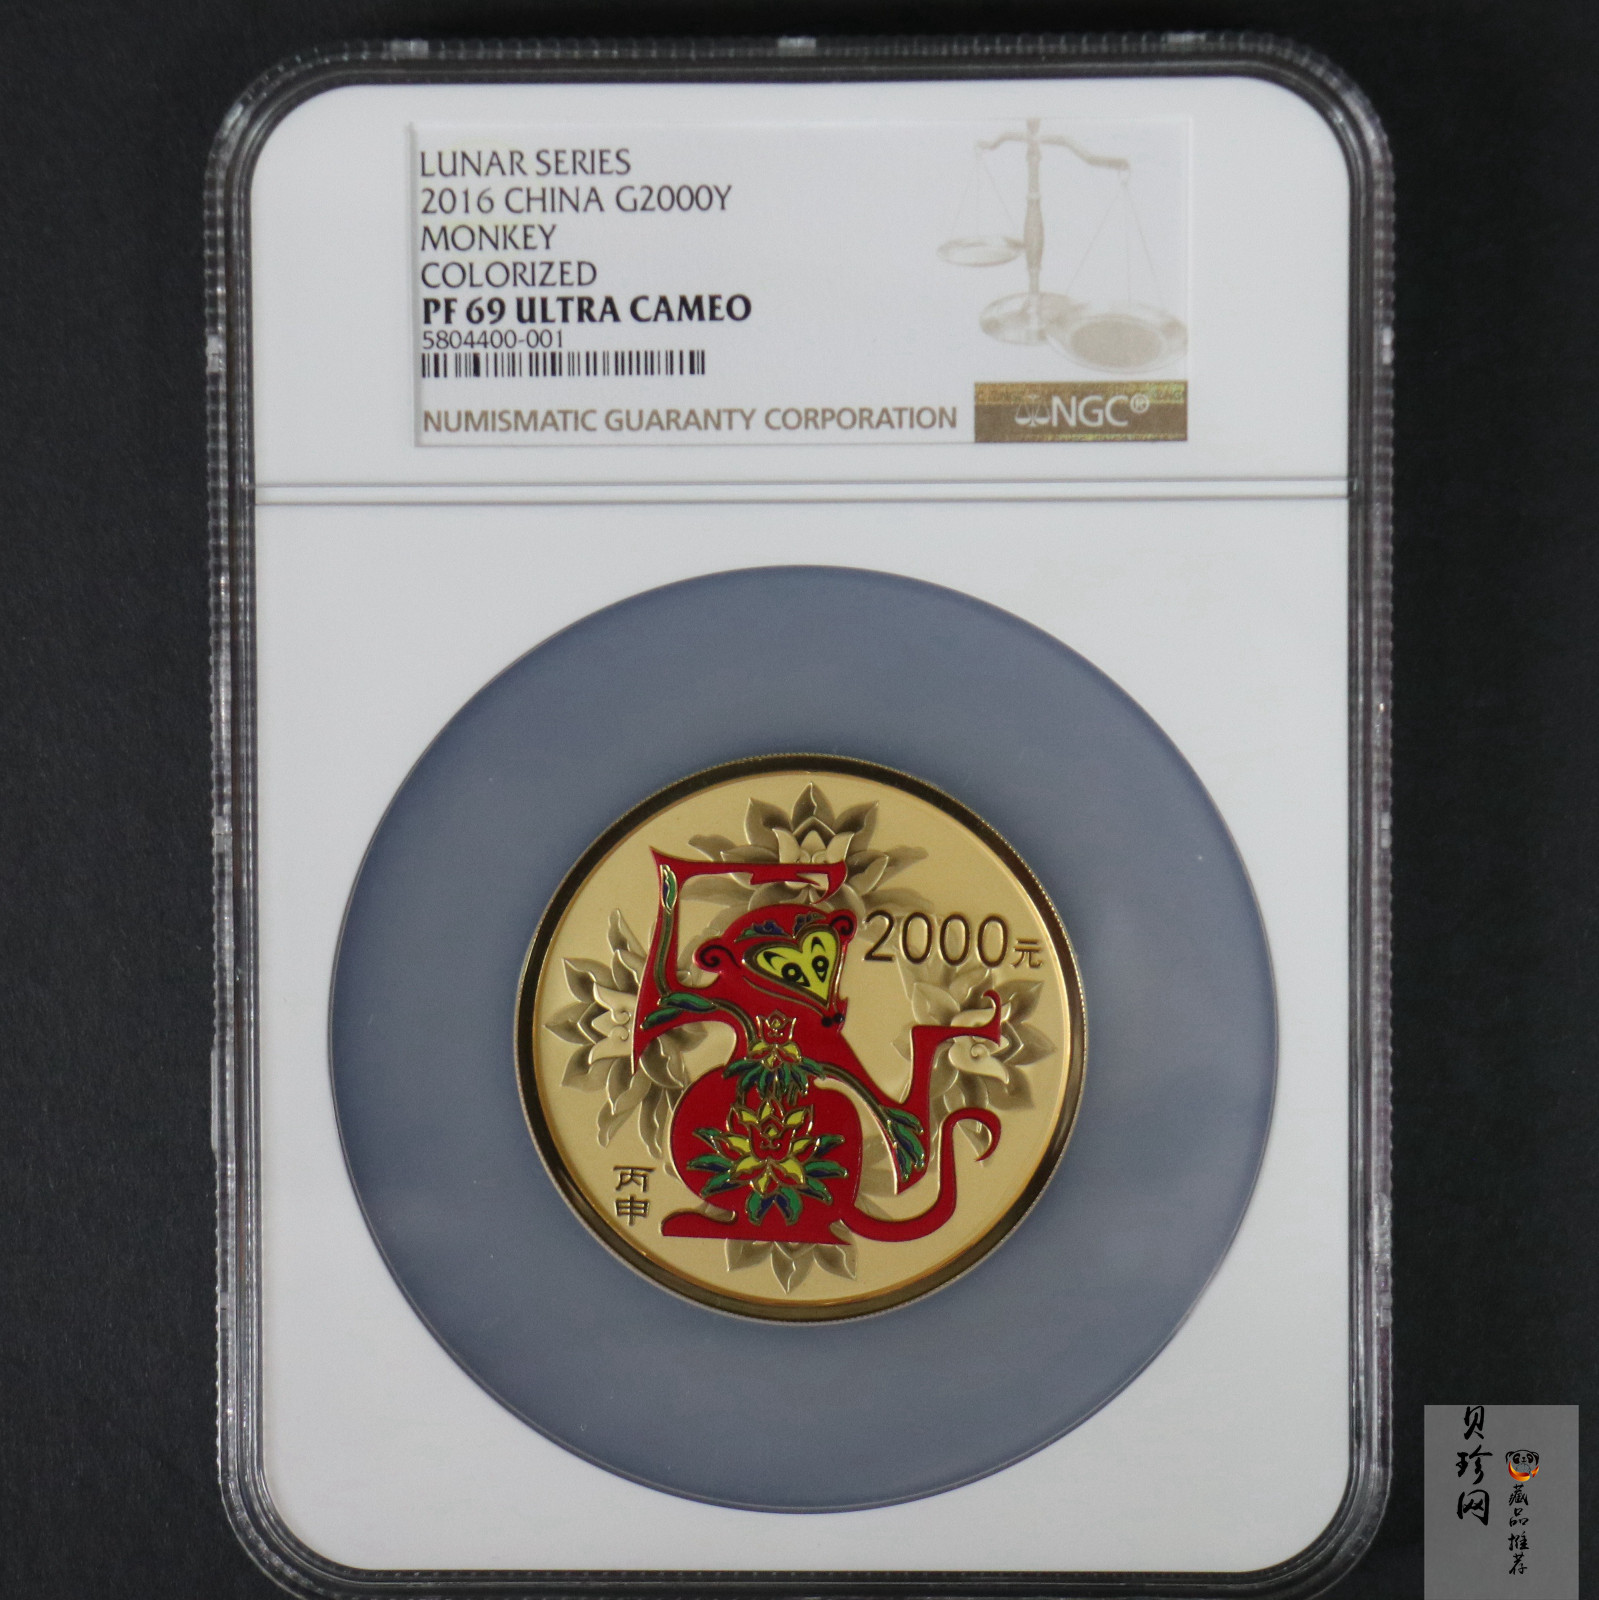 LUNAR SERIES
2016 CHINA G2000Y
MONKEY
COLORIZED
PF 69 ULTRA CAMEO
5804400-001
NUMISMATIC GUARANTY CORPORATION
NGC®
2000元
丙
申
贝珍网
藏品推荐